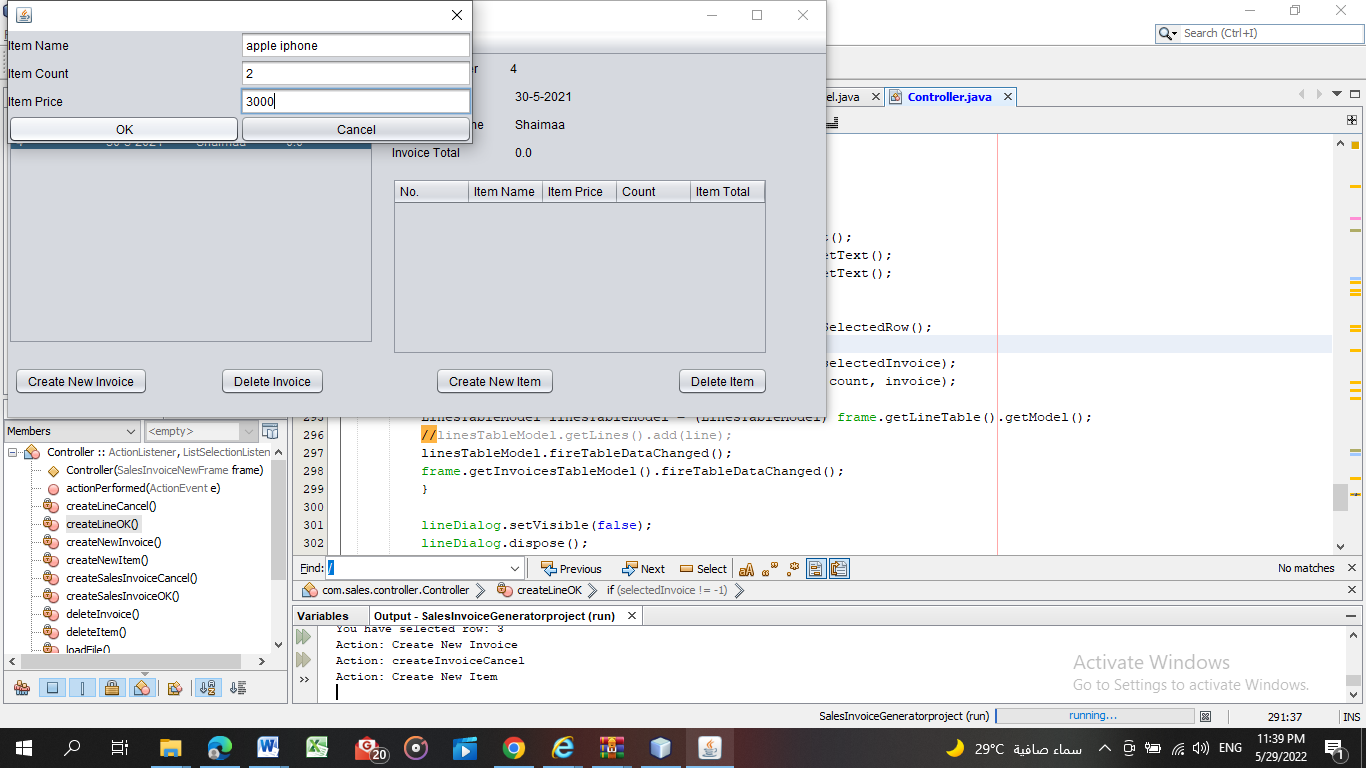 Search (Ctrl+I)
Item Name apple iphone
Item Count 2
Item Price 3000
OK Cancel
4
30-5-2021
Shaimaa
Invoice Total 0.0
No. Item Name Item Price Count Item Total
Create New Invoice Delete Invoice Create New Item Delete Item
el.java Controller.java
t();
etText();
etText();
SelectedRow();
selectedInvoice);
count, invoice);
295 LinesTableModel linesTableModel = (LinesTableModel) frame.getLineTable().getModel();
296 //linesTableModel.getLines().add(line);
297 linesTableModel.fireTableDataChanged();
298 frame.getInvoicesTableModel().fireTableDataChanged();
299 }
300
301 lineDialog.setVisible(false);
302 lineDialog.dispose();
Members <empty>
Controller :: ActionListener, ListSelectionListen
Controller(SalesInvoiceNewFrame frame)
actionPerformed(ActionEvent e)
createLineCancel()
createLineOK()
createNewInvoice()
createNewItem()
createSalesInvoiceCancel()
createSalesInvoiceOK()
deleteInvoice()
deleteItem()
loadFile()
Find: / Previous Next Select No matches
com.sales.controller.Controller createLineOK if (selectedInvoice != -1)
Variables Output - SalesInvoiceGeneratorproject (run)
You have selected row: 3
Action: Create New Invoice
Action: createInvoiceCancel
Action: Create New Item
Activate Windows
Go to Settings to activate Windows.
SalesInvoiceGeneratorproject (run) running... 291:37 INS
20 29°C سماء صافية ENG 11:39 PM
5/29/2022 1